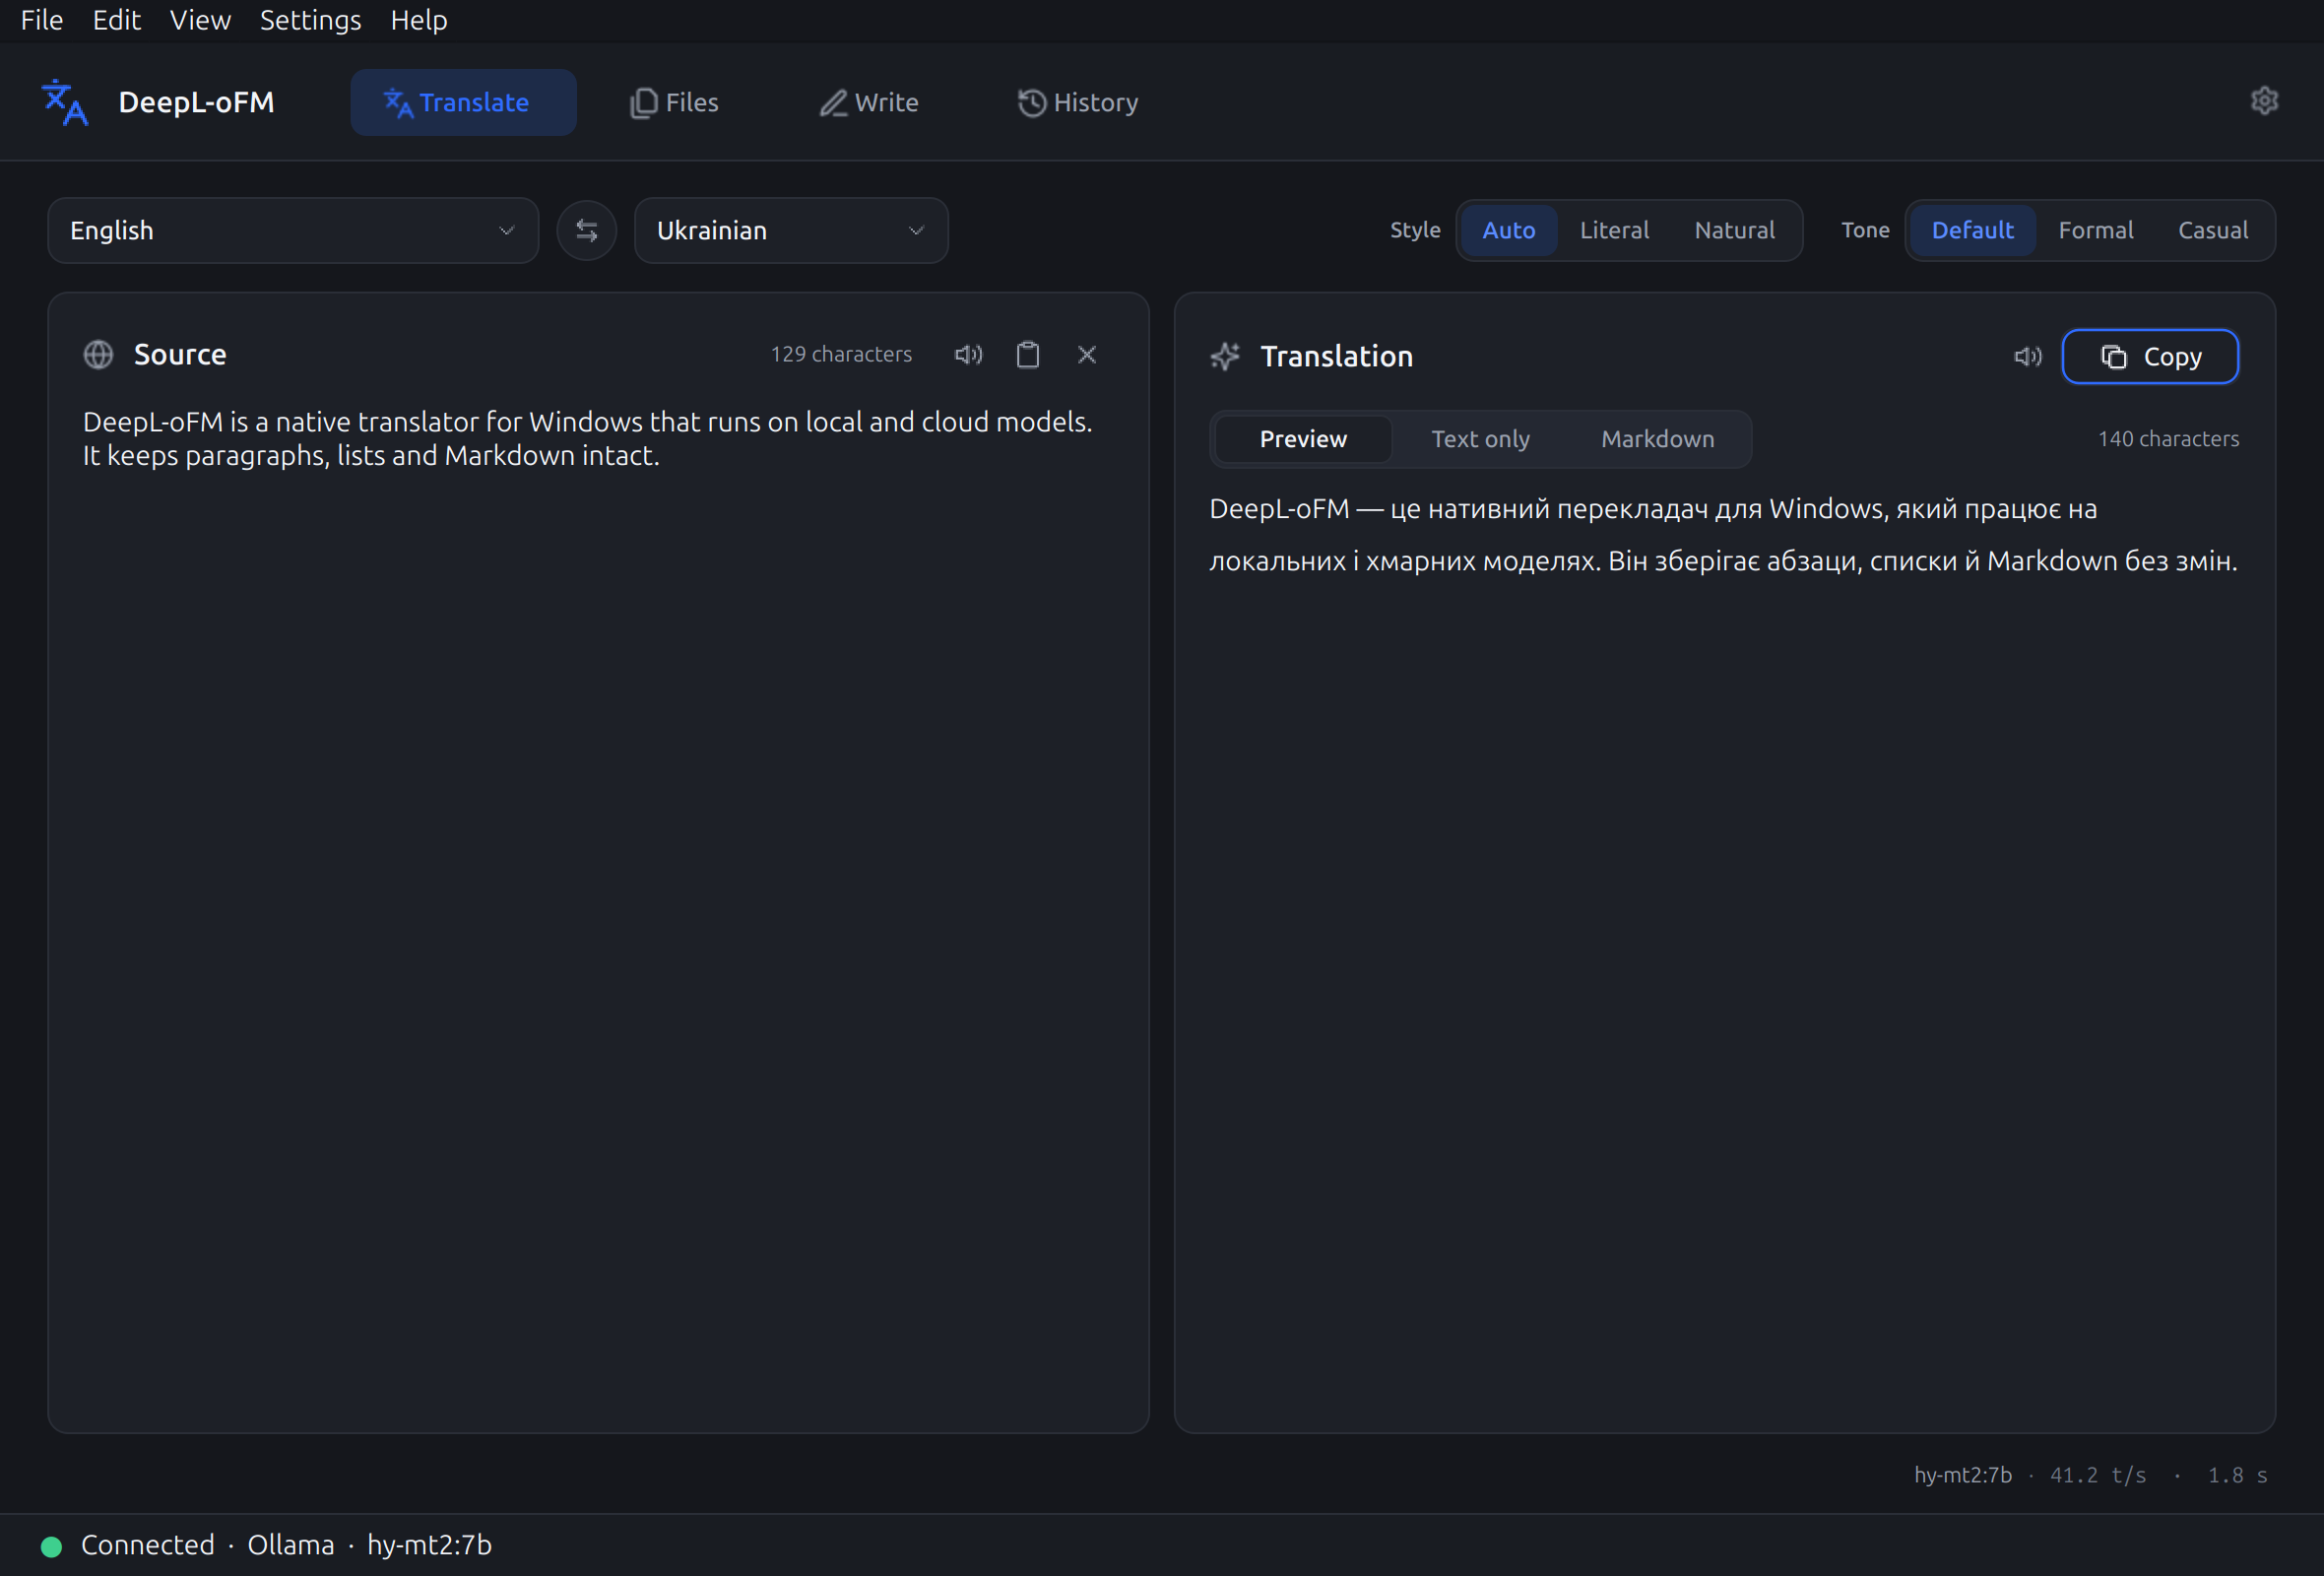 File Edit View Settings Help
DeepL-oFM Translate Files Write History
English Ukrainian Style Auto Literal Natural Tone Default Formal Casual
Source 129 characters
DeepL-oFM is a native translator for Windows that runs on local and cloud models.
It keeps paragraphs, lists and Markdown intact.
Translation Copy
Preview Text only Markdown 140 characters
DeepL-oFM — це нативний перекладач для Windows, який працює на
локальних і хмарних моделях. Він зберігає абзаци, списки й Markdown без змін.
hy-mt2:7b · 41.2 t/s · 1.8 s
Connected · Ollama · hy-mt2:7b